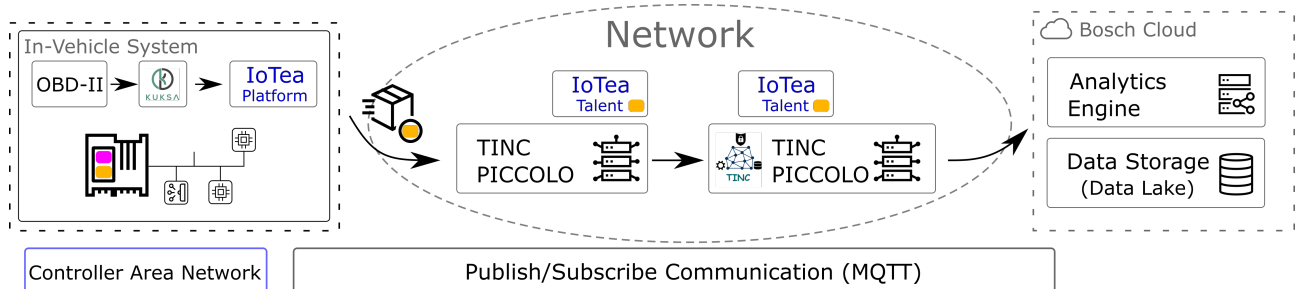 In-Vehicle System
OBD-II
KUKSA
IoTea
Platform
Network
IoTea
Talent
TINC
PICCOLO
IoTea
Talent
TINC
TINC
PICCOLO
Bosch Cloud
Analytics
Engine
Data Storage
(Data Lake)
Controller Area Network
Publish/Subscribe Communication (MQTT)